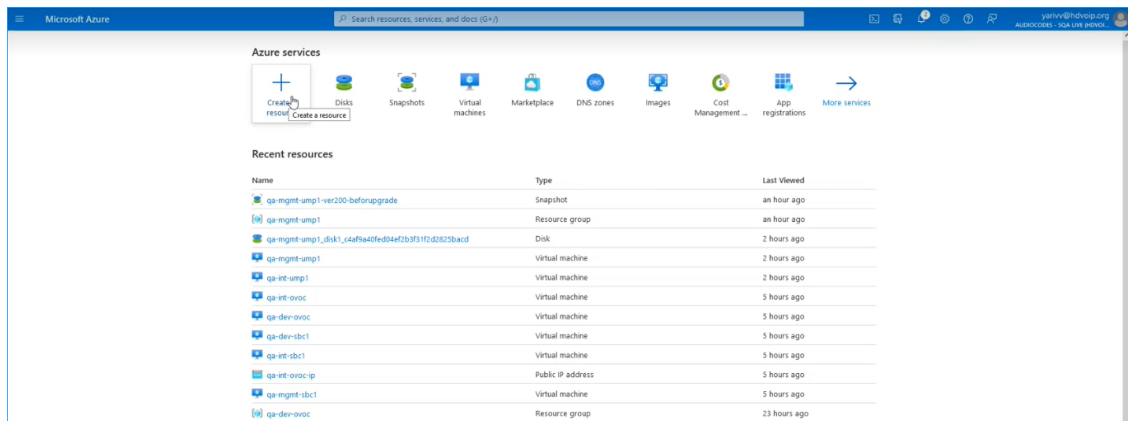 Microsoft Azure
Search resources, services, and docs (G+/)
2
yarivv@hdvoip.org
AUDIOCODES - SQA LIVE (HDVOI...
Azure services
Create a resource
Create a resource
Disks
Snapshots
Virtual machines
Marketplace
DNS
DNS zones
Images
Cost Management ...
App registrations
More services
Recent resources
Name Type Last Viewed
qa-mgmt-ump1-ver200-beforupgrade Snapshot an hour ago
qa-mgmt-ump1 Resource group an hour ago
qa-mgmt-ump1_disk1_c4af9a40fed04ef2b3f31f2d2825bacd Disk 2 hours ago
qa-mgmt-ump1 Virtual machine 2 hours ago
qa-int-ump1 Virtual machine 2 hours ago
qa-int-ovoc Virtual machine 5 hours ago
qa-dev-ovoc Virtual machine 5 hours ago
qa-dev-sbc1 Virtual machine 5 hours ago
qa-int-sbc1 Virtual machine 5 hours ago
qa-int-ovoc-ip Public IP address 5 hours ago
qa-mgmt-sbc1 Virtual machine 5 hours ago
qa-dev-ovoc Resource group 23 hours ago